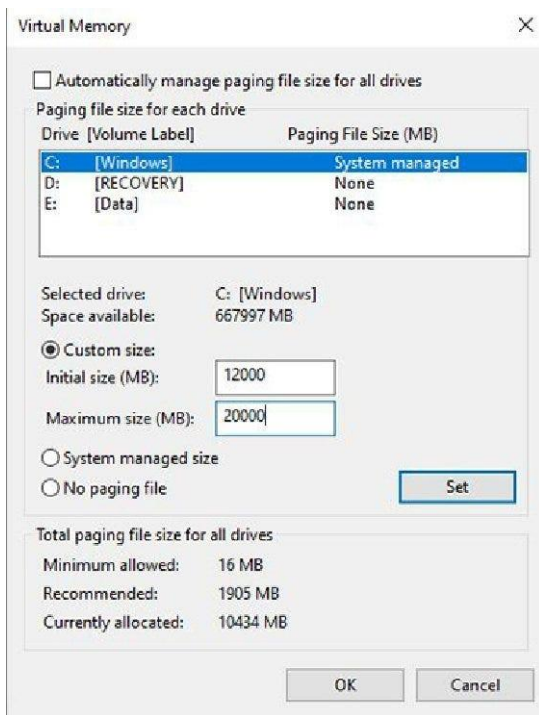 Virtual Memory
Automatically manage paging file size for all drives
Paging file size for each drive
Drive [Volume Label] Paging File Size (MB)
C: [Windows] System managed
D: [RECOVERY] None
E: [Data] None
Selected drive: C: [Windows]
Space available: 667997 MB
Custom size:
Initial size (MB): 12000
Maximum size (MB): 20000
System managed size
No paging file Set
Total paging file size for all drives
Minimum allowed: 16 MB
Recommended: 1905 MB
Currently allocated: 10434 MB
OK Cancel